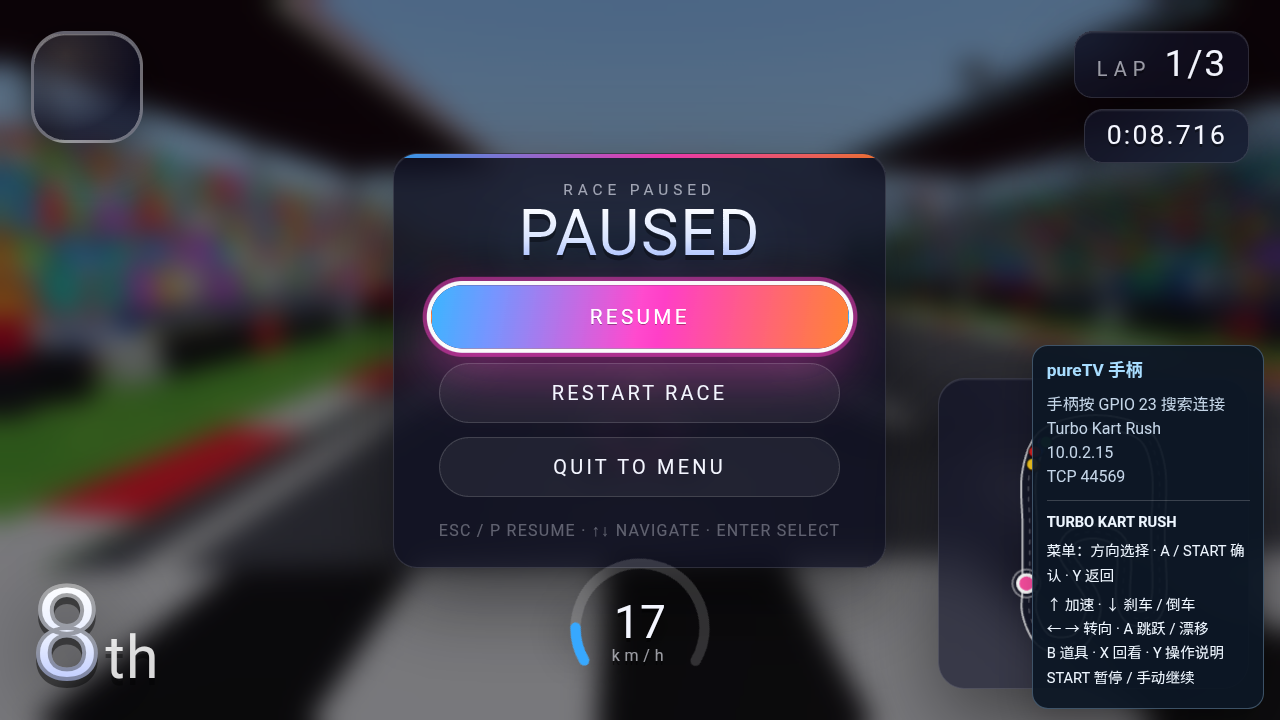 LAP 1/3
0:08.716
RACE PAUSED
PAUSED
RESUME
RESTART RACE
QUIT TO MENU
ESC / P RESUME · ↑↓ NAVIGATE · ENTER SELECT
17
km/h
8th
pureTV 手柄
手柄按 GPIO 23 搜索连接
Turbo Kart Rush
10.0.2.15
TCP 44569
TURBO KART RUSH
菜单：方向选择 · A / START 确
认 · Y 返回
↑ 加速 · ↓ 刹车 / 倒车
←→ 转向 · A 跳跃 / 漂移
B 道具 · X 回看 · Y 操作说明
START 暂停 / 手动继续